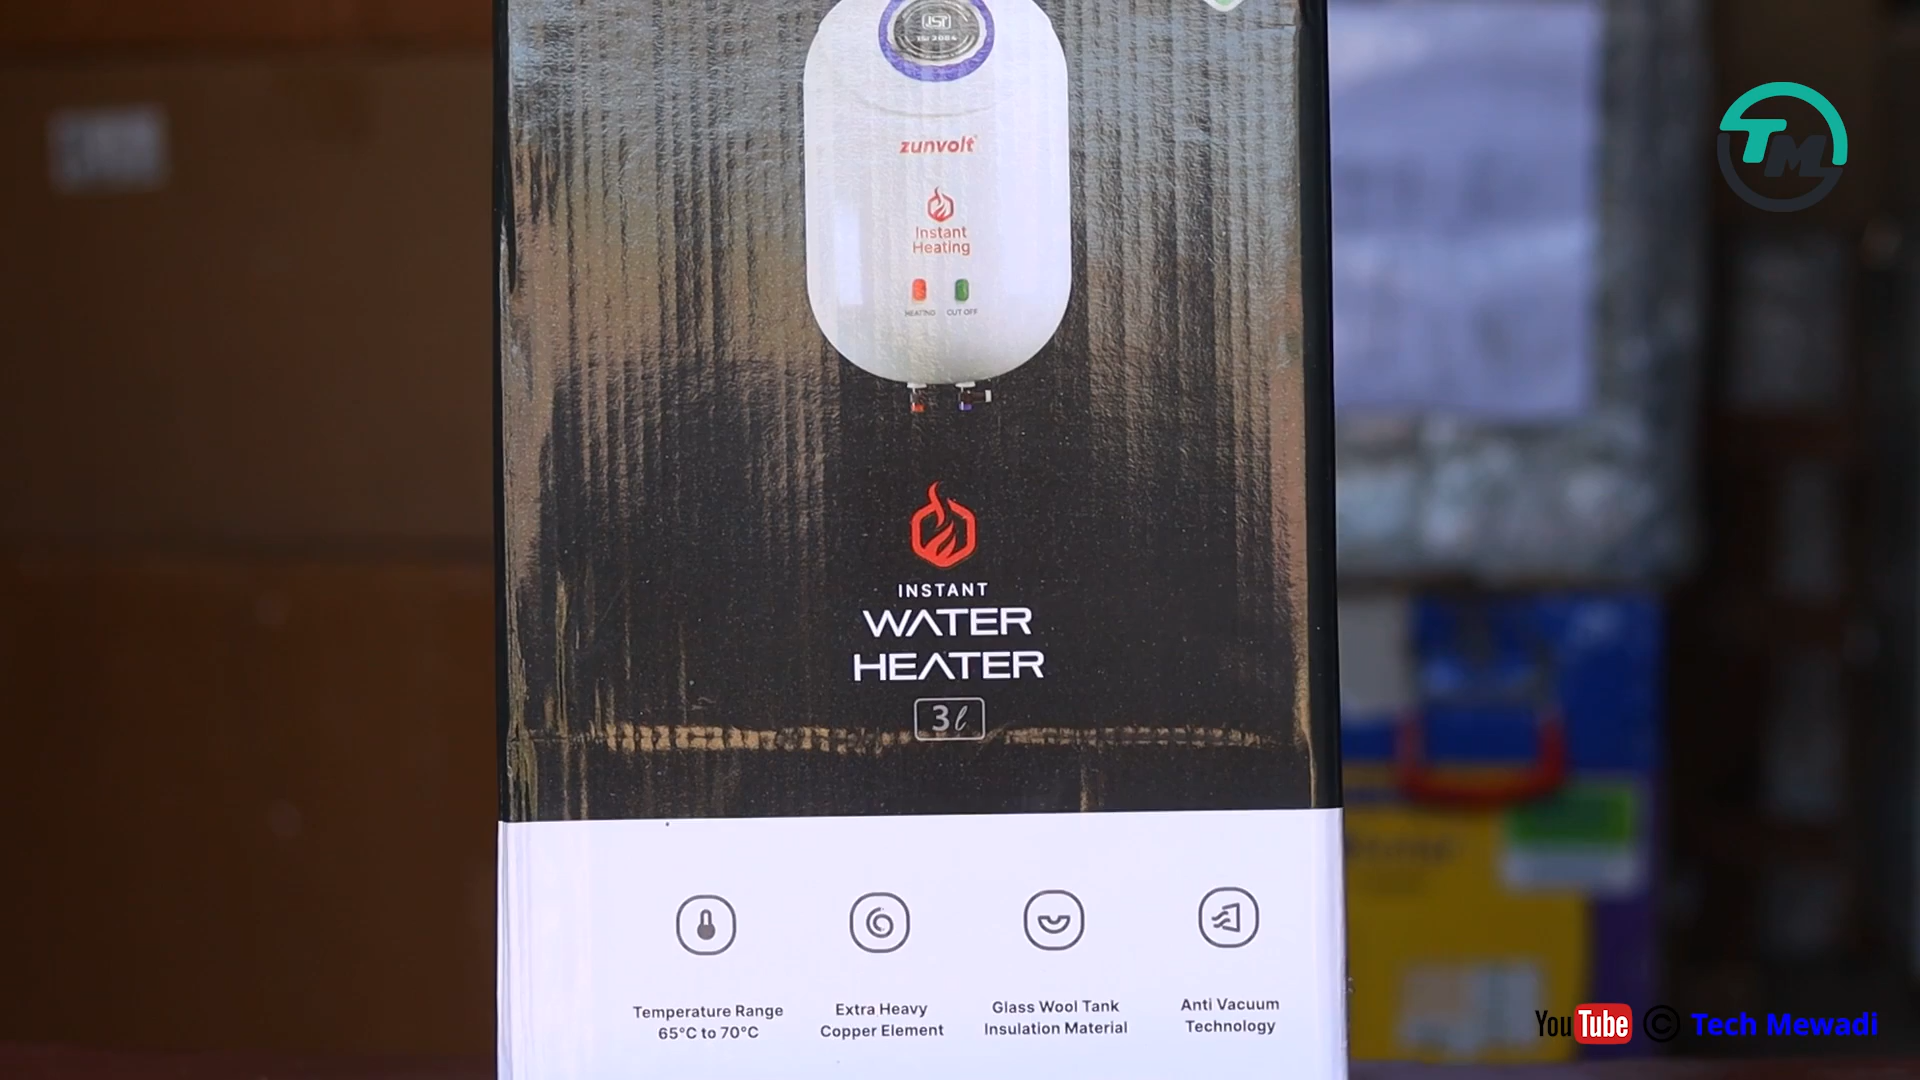 zunvolt
Instant
Heating
HEATING CUT OFF
TM
INSTANT
WATER
HEATER
3ℓ
Temperature Range
65°C to 70°C
Extra Heavy
Copper Element
Glass Wool Tank
Insulation Material
Anti Vacuum
Technology
YouTube © Tech Mewadi